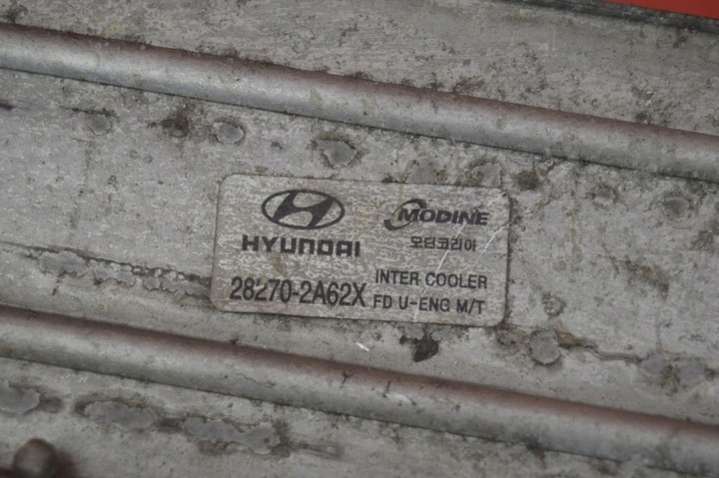 HYUNDAI
MODINE
모딘코리아
28270-2A62X
INTER COOLER
FD U-ENG M/T